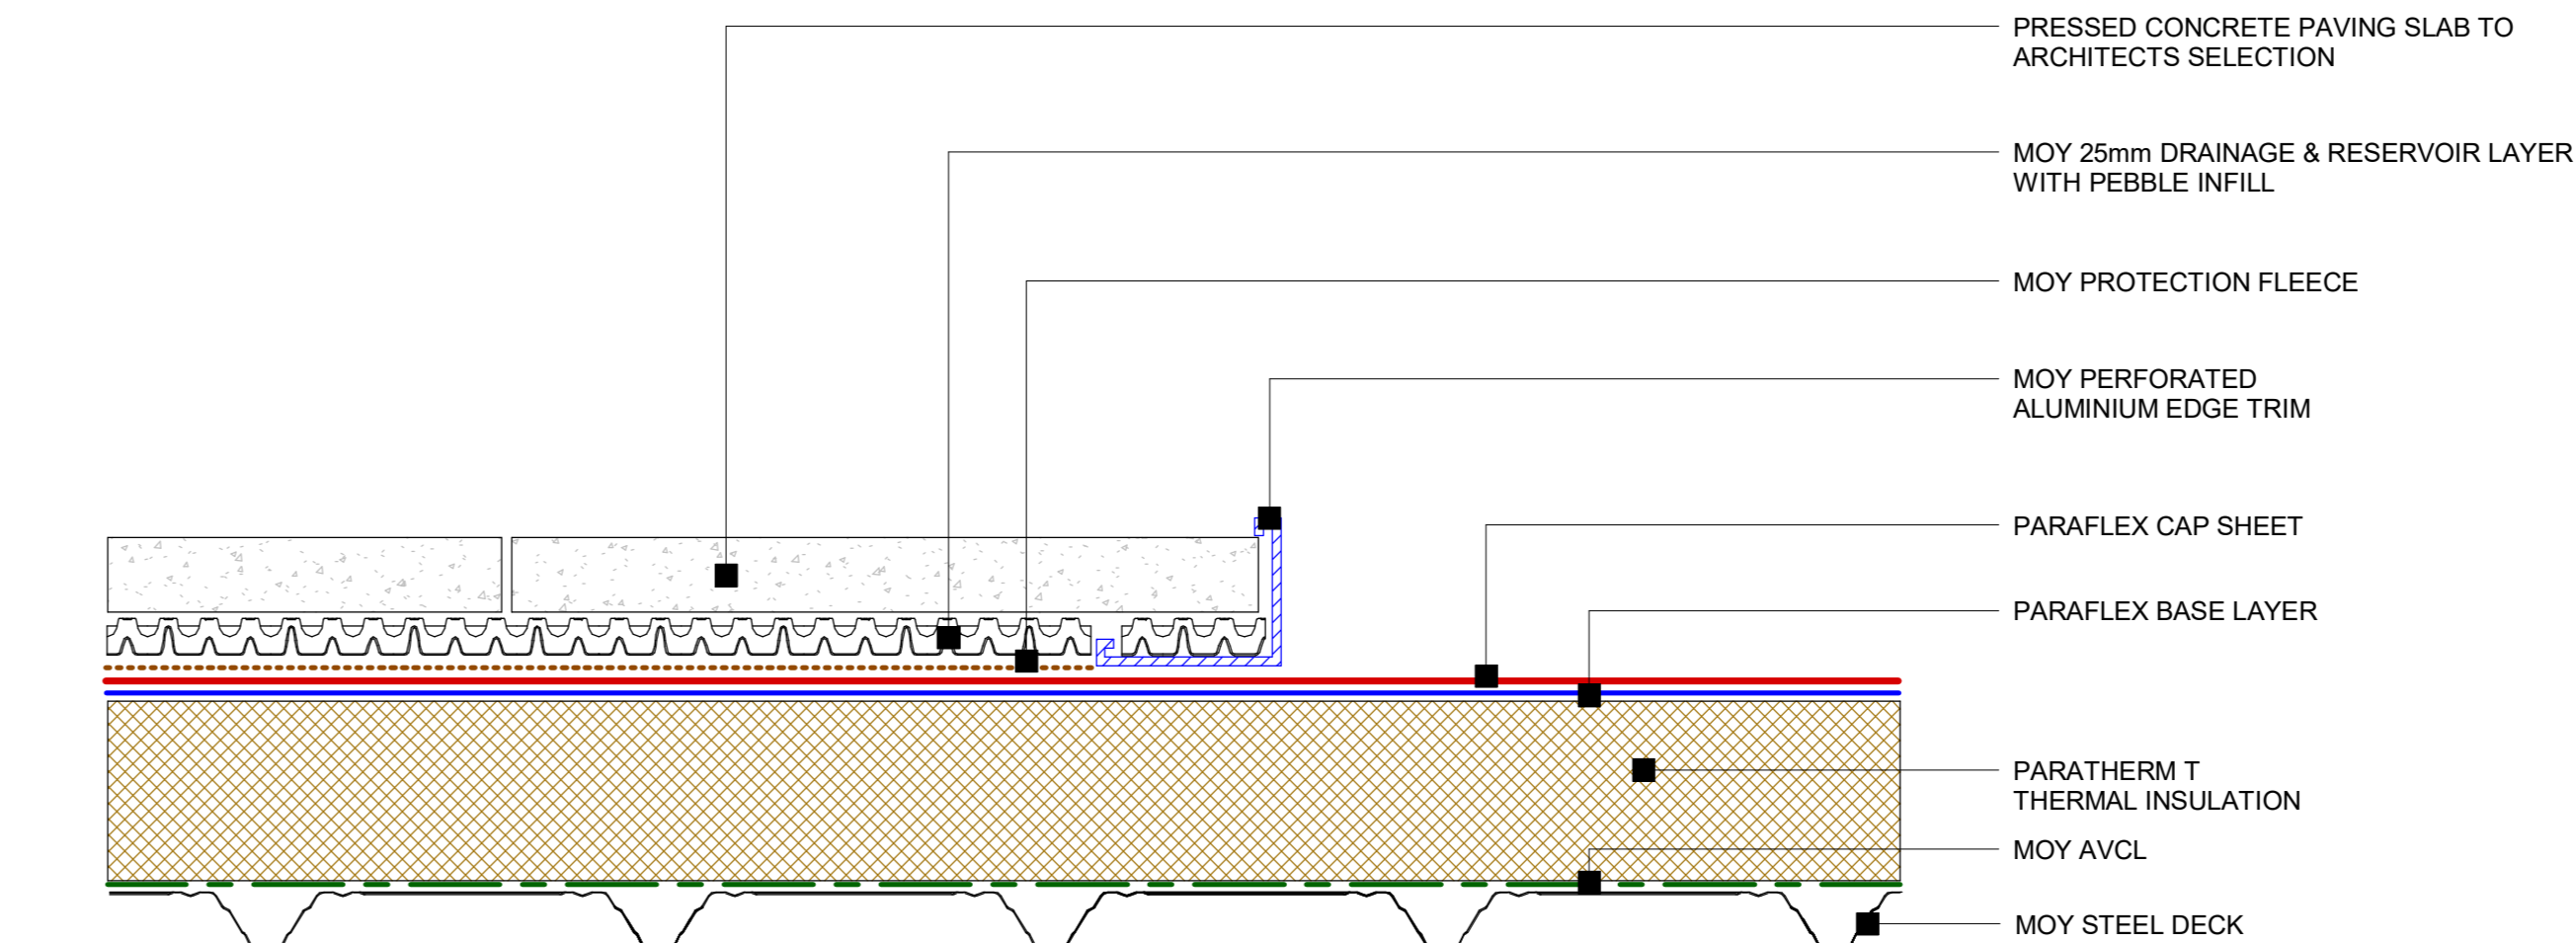 PRESSED CONCRETE PAVING SLAB TO
ARCHITECTS SELECTION
MOY 25mm DRAINAGE & RESERVOIR LAYER
WITH PEBBLE INFILL
MOY PROTECTION FLEECE
MOY PERFORATED
ALUMINIUM EDGE TRIM
PARAFLEX CAP SHEET
PARAFLEX BASE LAYER
PARATHERM T
THERMAL INSULATION
MOY AVCL
MOY STEEL DECK